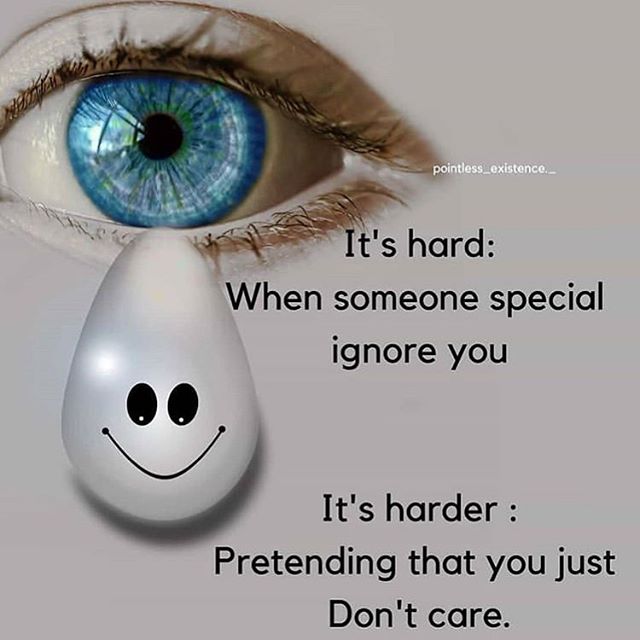 pointless_existence._
It's hard:
When someone special
ignore you
It's harder :
Pretending that you just
Don't care.